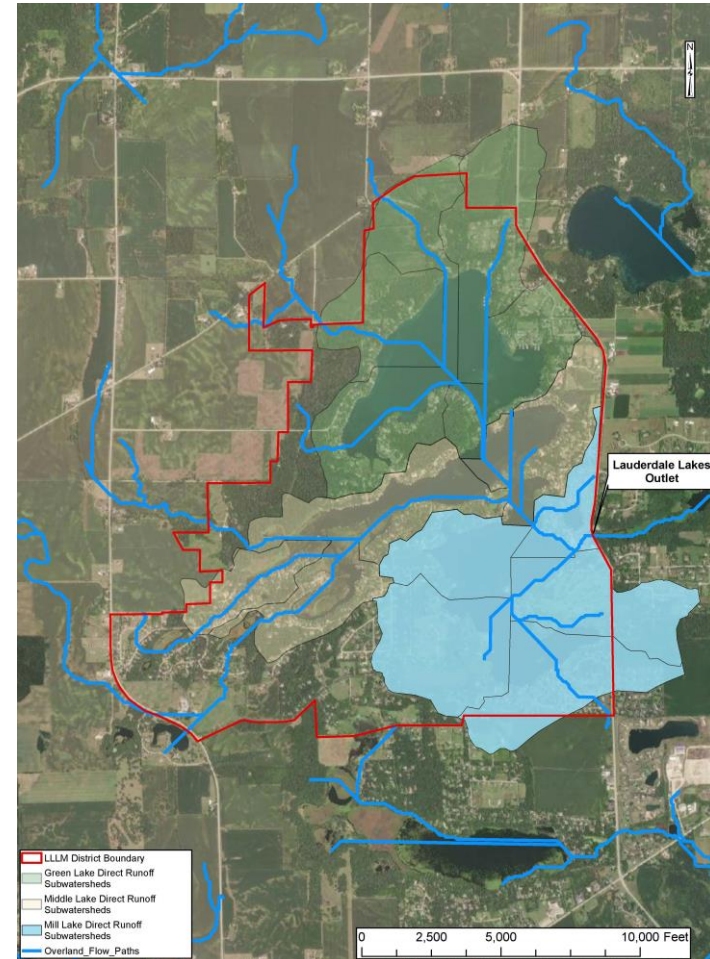 N
Lauderdale Lakes
Outlet
LLLM District Boundary
Green Lake Direct Runoff
Subwatersheds
Middle Lake Direct Runoff
Subwatersheds
Mill Lake Direct Runoff
Subwatersheds
Overland_Flow_Paths
0 2,500 5,000 10,000 Feet